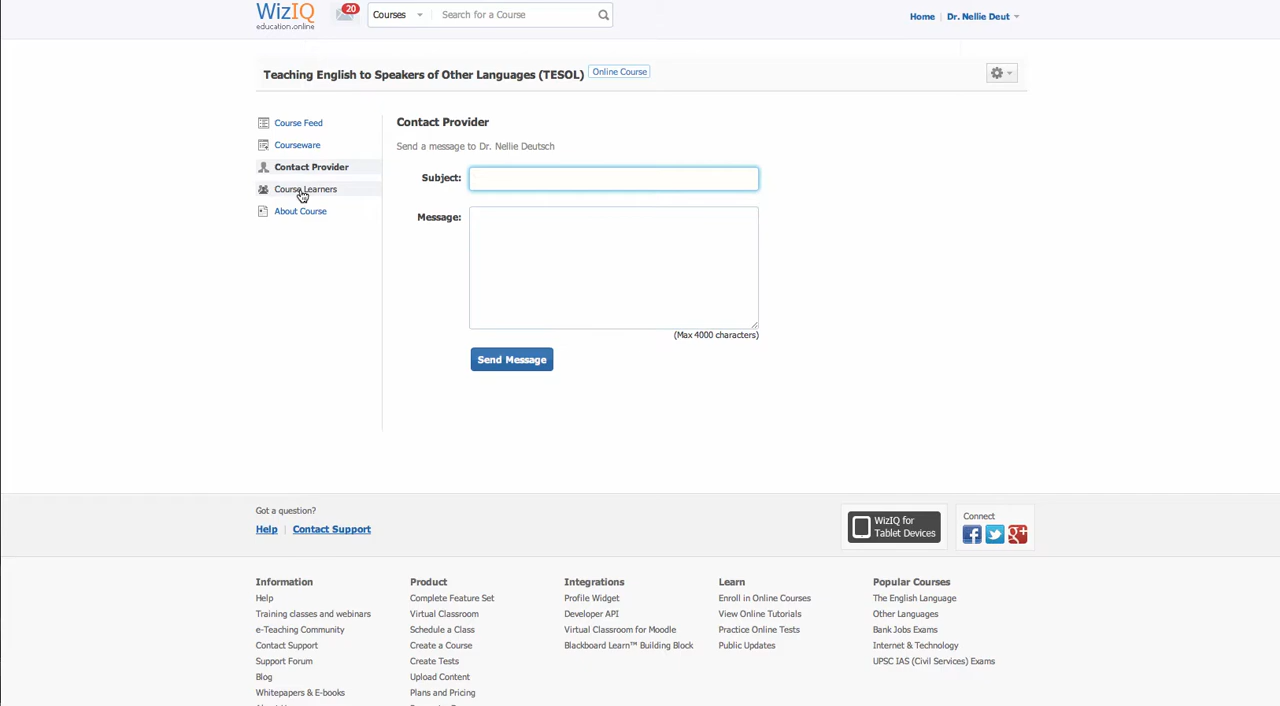 WizIQ
education.online
20
Courses
Search for a Course
Home | Dr. Nellie Deut
Teaching English to Speakers of Other Languages (TESOL)
Online Course
Course Feed
Courseware
Contact Provider
Course Learners
About Course
Contact Provider
Send a message to Dr. Nellie Deutsch
Subject:
Message:
(Max 4000 characters)
Send Message
Got a question?
Help | Contact Support
WizIQ for
Tablet Devices
Connect
Information
Help
Training classes and webinars
e-Teaching Community
Contact Support
Support Forum
Blog
Whitepapers & E-books
Product
Complete Feature Set
Virtual Classroom
Schedule a Class
Create a Course
Create Tests
Upload Content
Plans and Pricing
Integrations
Profile Widget
Developer API
Virtual Classroom for Moodle
Blackboard Learn™ Building Block
Learn
Enroll in Online Courses
View Online Tutorials
Practice Online Tests
Public Updates
Popular Courses
The English Language
Other Languages
Bank Jobs Exams
Internet & Technology
UPSC IAS (Civil Services) Exams